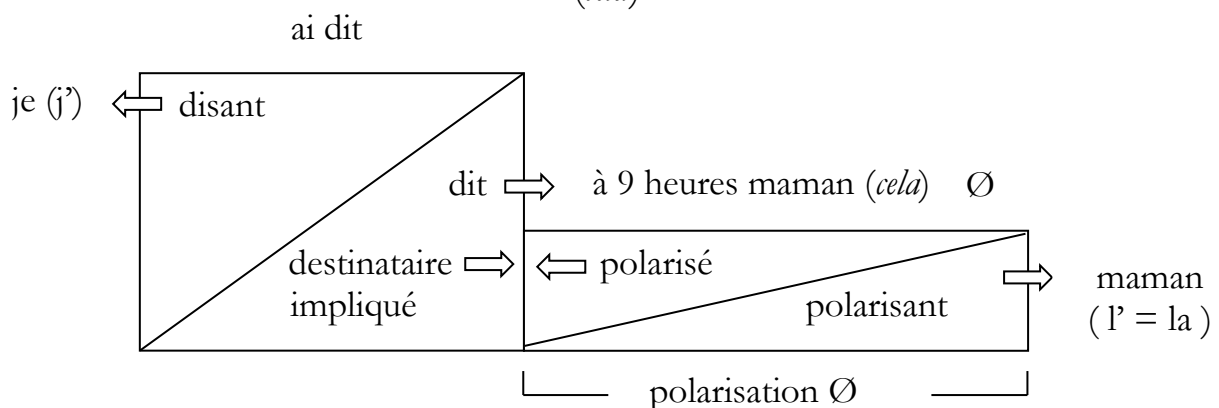 ai dit
je (j’)
disant
dit
à 9 heures maman (cela) Ø
destinataire
impliqué
polarisé
polarisant
maman
( l’ = la )
polarisation Ø